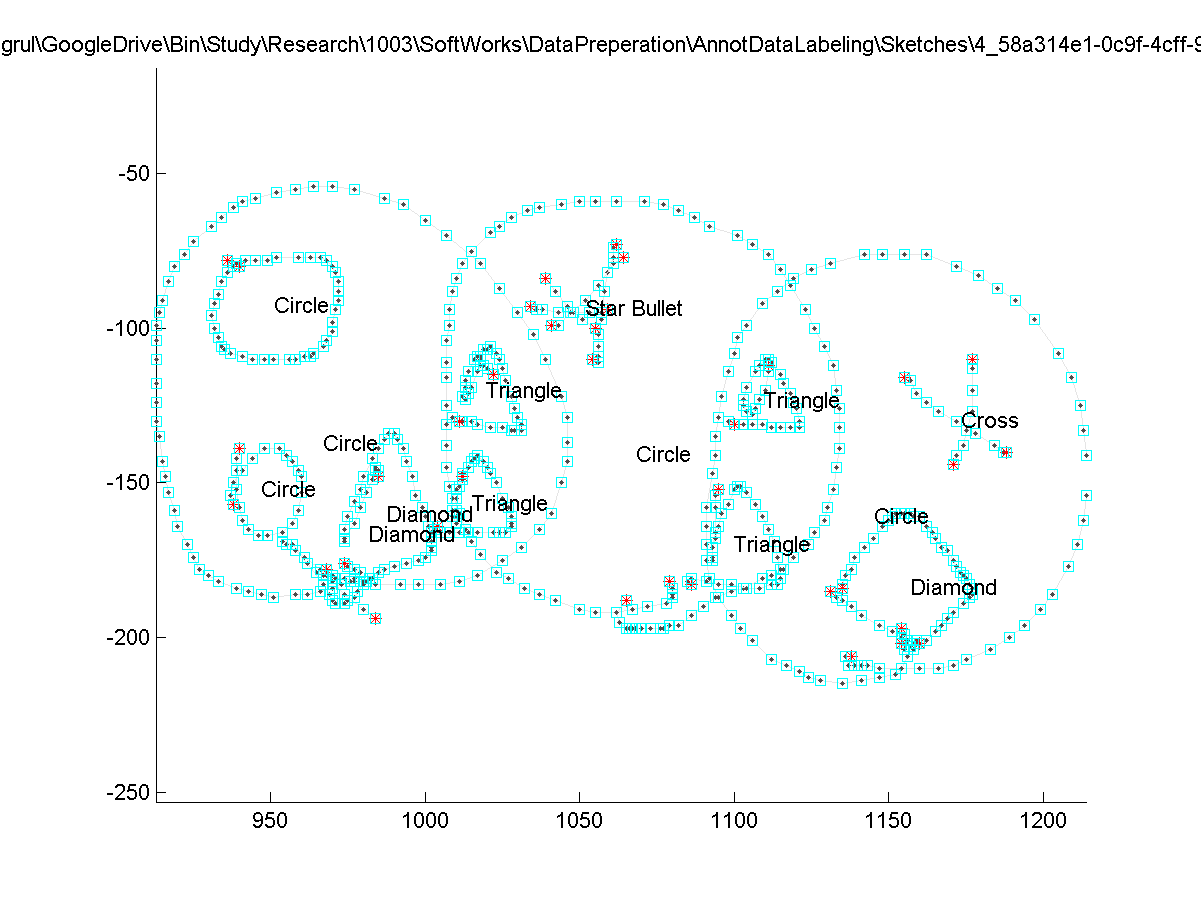 grul\GoogleDrive\Bin\Study\Research\1003\SoftWorks\DataPreperation\AnnotDataLabeling\Sketches\4_58a314e1-0c9f-4cff-9
-50
Circle
Star Bullet
-100
Triangle
Triangle
Cross
Circle
Circle
-150
Circle
Triangle
Diamond
Circle
Diamond
Triangle
Diamond
-200
-250
950
1000
1050
1100
1150
1200